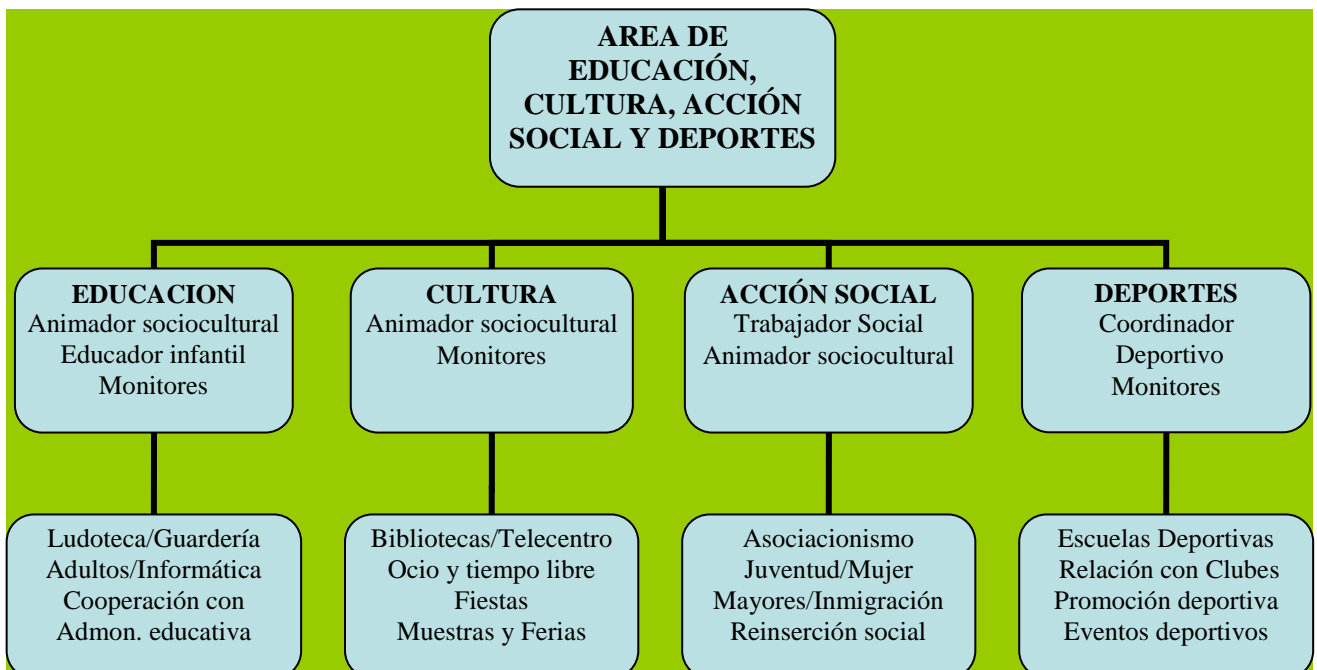 AREA DE
EDUCACIÓN,
CULTURA, ACCIÓN
SOCIAL Y DEPORTES
EDUCACION
Animador sociocultural
Educador infantil
Monitores
CULTURA
Animador sociocultural
Monitores
ACCIÓN SOCIAL
Trabajador Social
Animador sociocultural
DEPORTES
Coordinador
Deportivo
Monitores
Ludoteca/Guardería
Adultos/Informática
Cooperación con
Admon. educativa
Bibliotecas/Telecentro
Ocio y tiempo libre
Fiestas
Muestras y Ferias
Asociacionismo
Juventud/Mujer
Mayores/Inmigración
Reinserción social
Escuelas Deportivas
Relación con Clubes
Promoción deportiva
Eventos deportivos